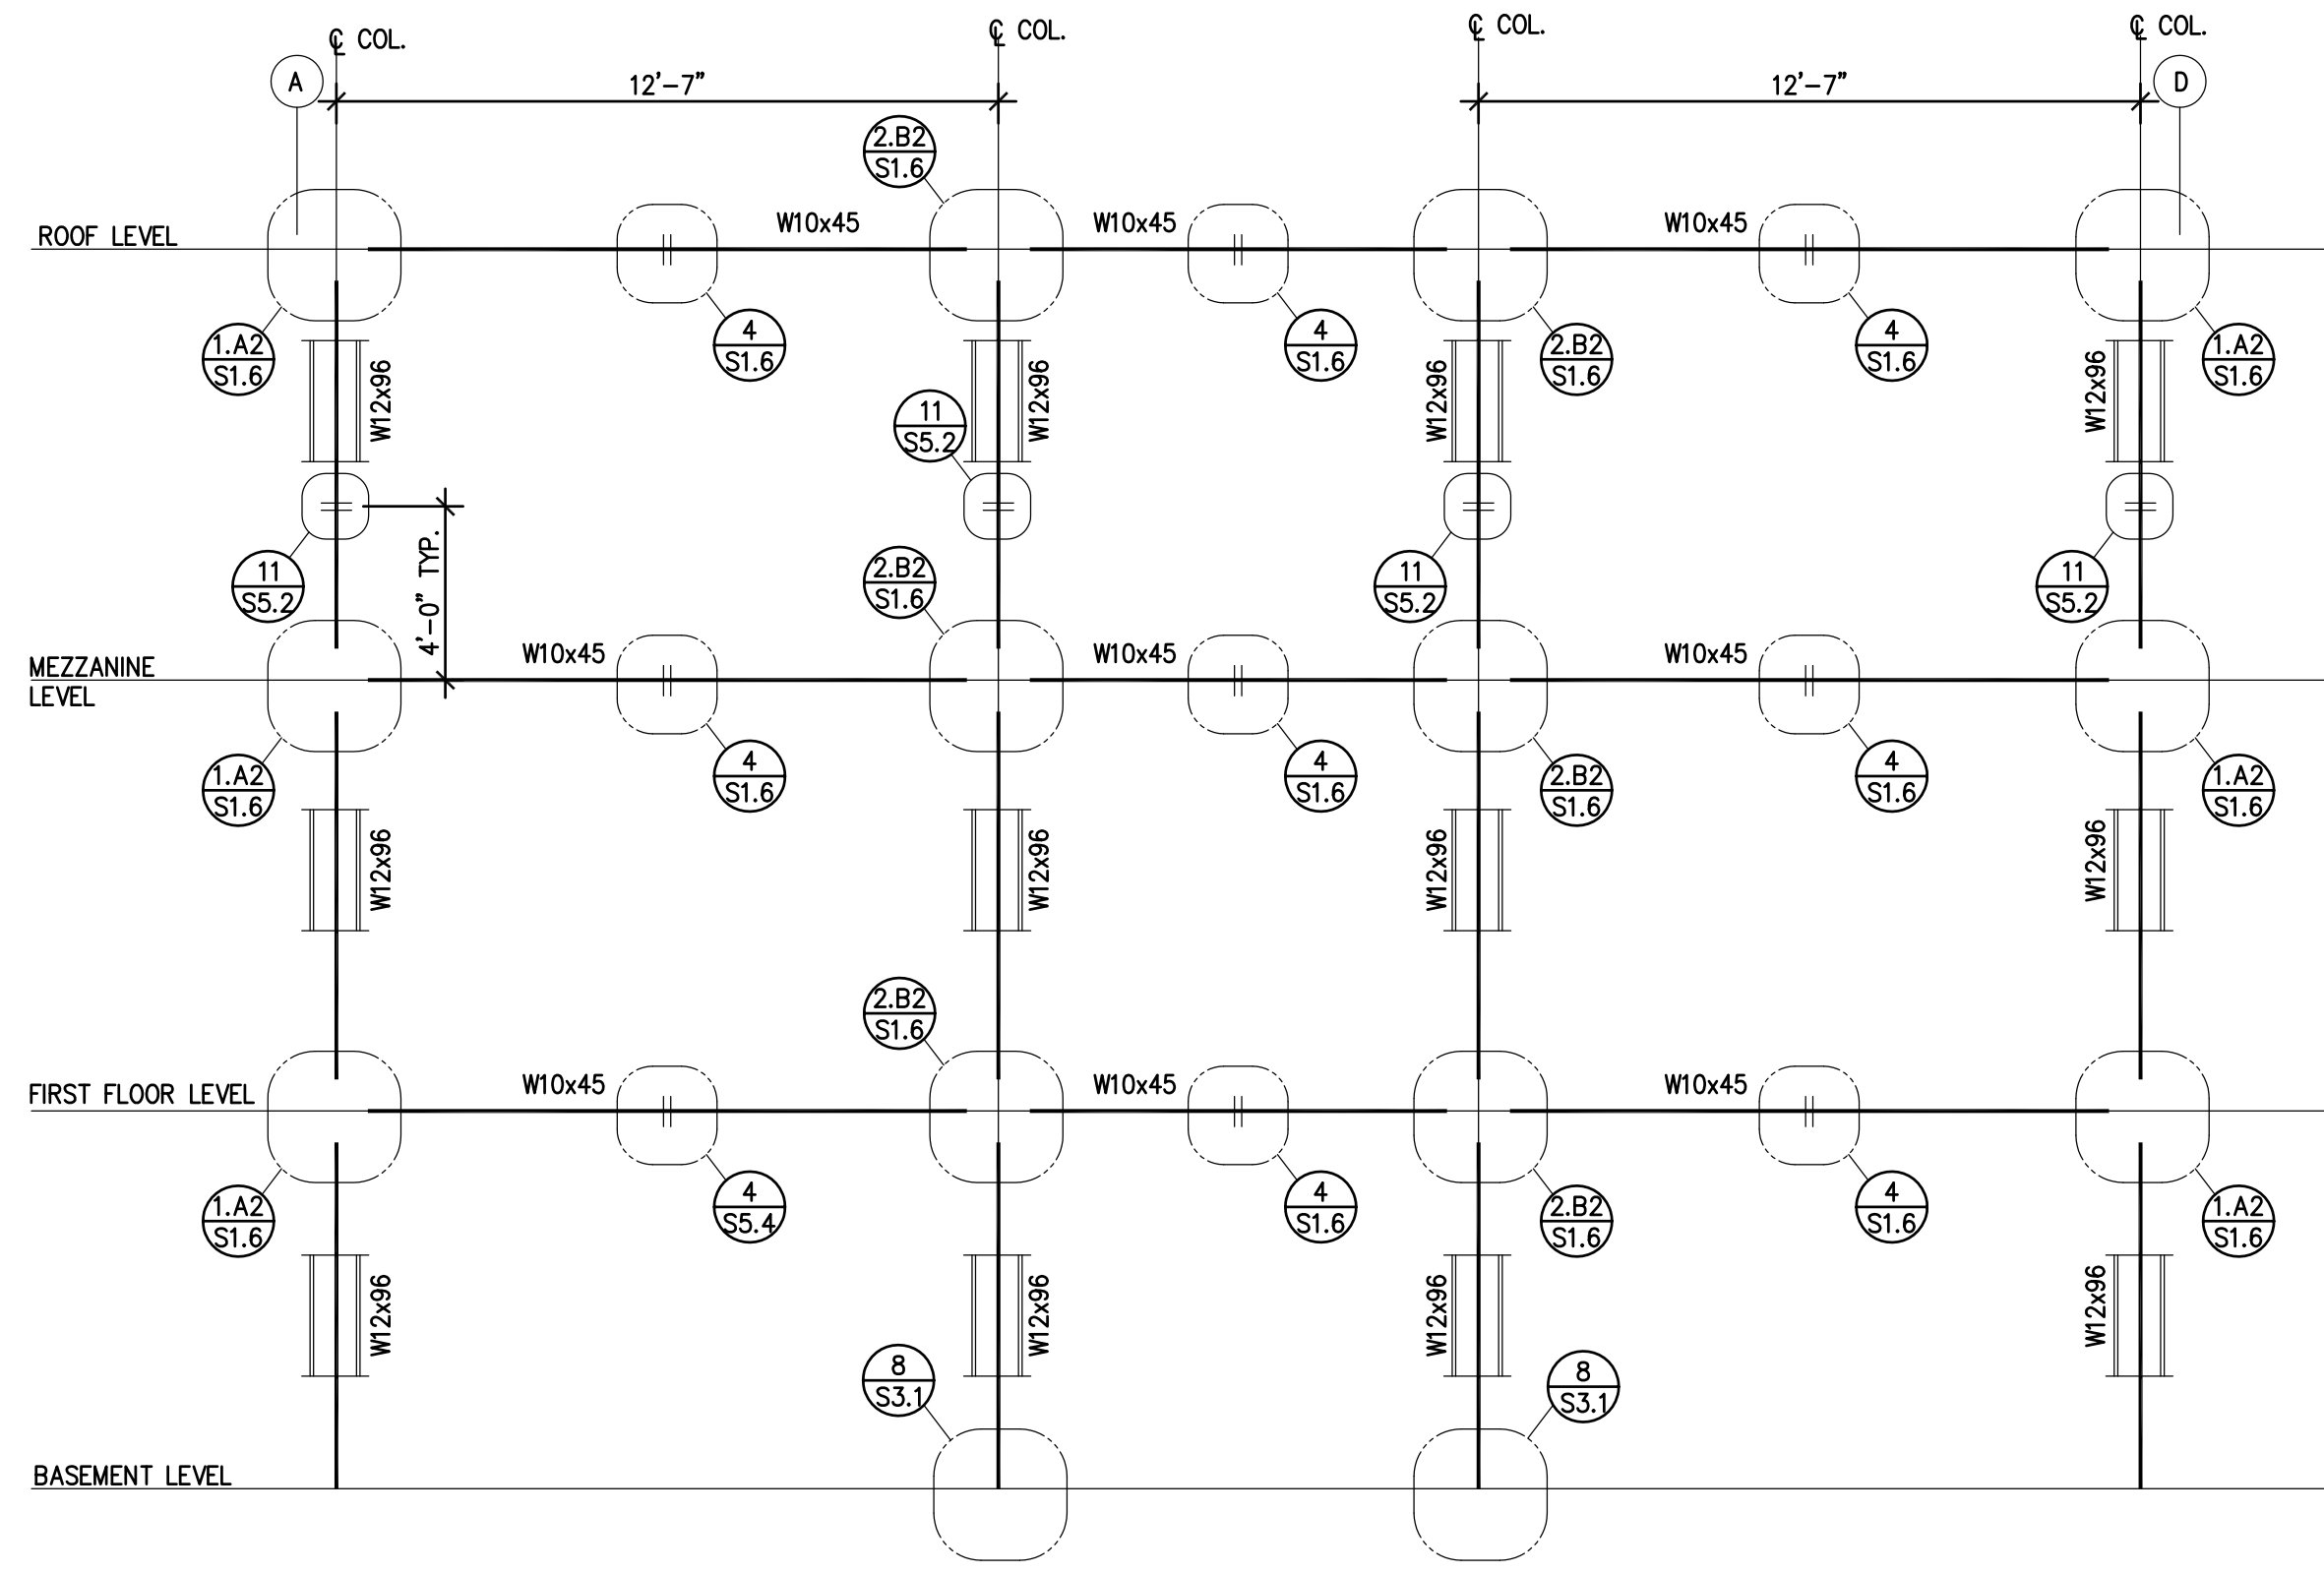 ℄ COL.
℄ COL.
℄ COL.
℄ COL.
A
12'-7"
12'-7"
D
2.B2
S1.6
ROOF LEVEL
W10x45
W10x45
W10x45
1.A2
S1.6
4
S1.6
4
S1.6
2.B2
S1.6
4
S1.6
1.A2
S1.6
W12x96
W12x96
W12x96
W12x96
11
S5.2
11
S5.2
4'-0" TYP.
2.B2
S1.6
11
S5.2
11
S5.2
MEZZANINE
LEVEL
W10x45
W10x45
W10x45
1.A2
S1.6
4
S1.6
4
S1.6
2.B2
S1.6
4
S1.6
1.A2
S1.6
W12x96
W12x96
W12x96
W12x96
2.B2
S1.6
FIRST FLOOR LEVEL
W10x45
W10x45
W10x45
1.A2
S1.6
4
S5.4
4
S1.6
2.B2
S1.6
4
S1.6
1.A2
S1.6
W12x96
W12x96
W12x96
W12x96
8
S3.1
8
S3.1
BASEMENT LEVEL